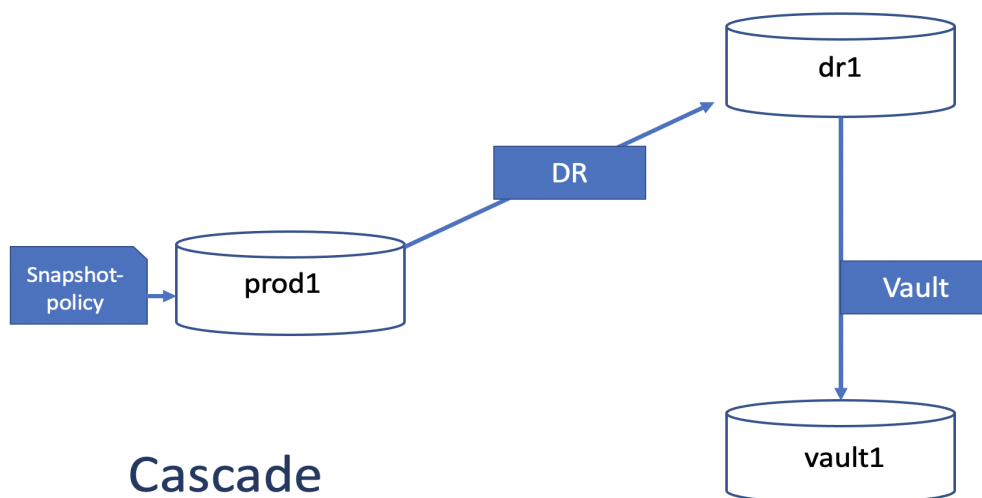 dr1
DR
Snapshot-
policy
prod1
Vault
vault1
Cascade